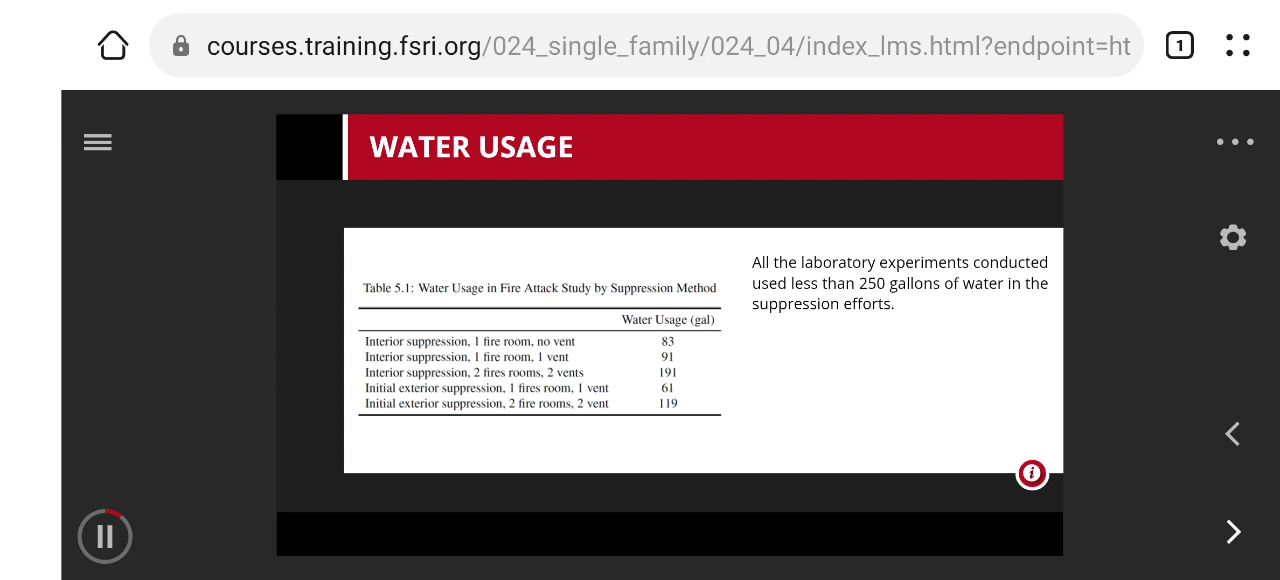 courses.training.fsri.org/024_single_family/024_04/index_lms.html?endpoint=ht
1
WATER USAGE
Table 5.1: Water Usage in Fire Attack Study by Suppression Method
Water Usage (gal)
Interior suppression, 1 fire room, no vent 83
Interior suppression, 1 fire room, 1 vent 91
Interior suppression, 2 fires rooms, 2 vents 191
Initial exterior suppression, 1 fires room, 1 vent 61
Initial exterior suppression, 2 fire rooms, 2 vent 119
All the laboratory experiments conducted
used less than 250 gallons of water in the
suppression efforts.
i